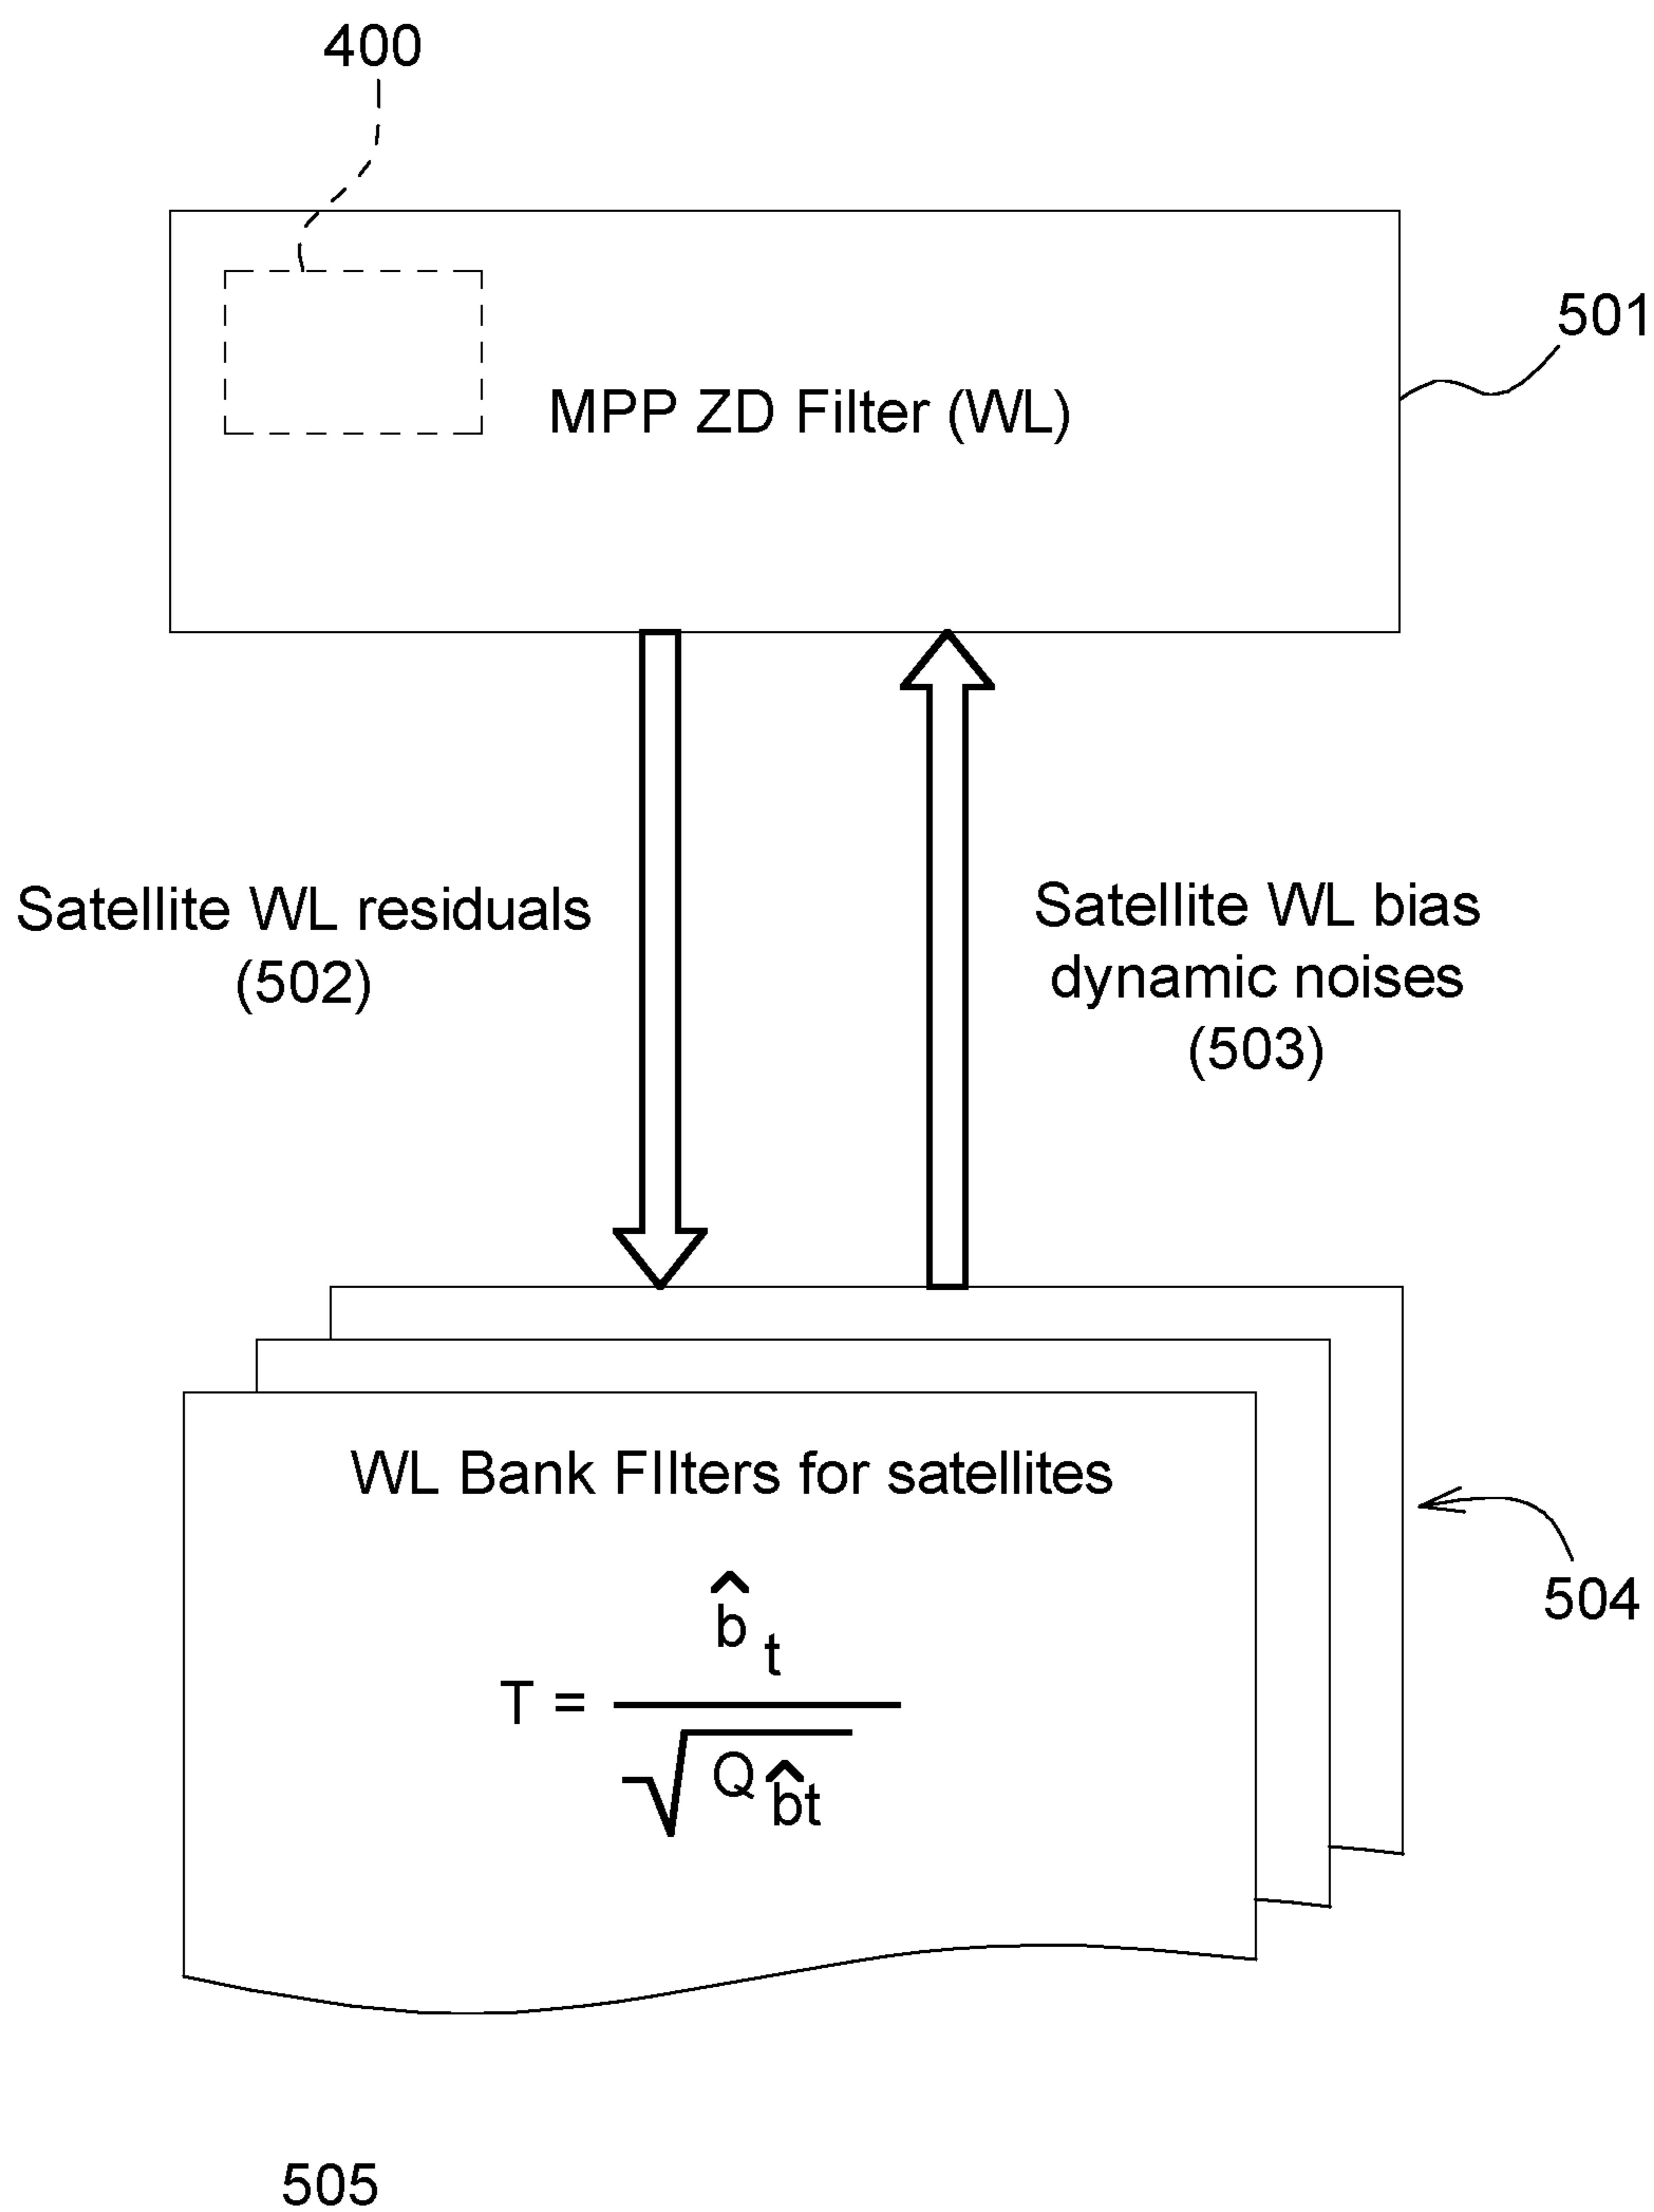 400
501
MPP ZD Filter (WL)
Satellite WL residuals
(502)
Satellite WL bias
dynamic noises
(503)
WL Bank FIlters for satellites
T = b̂ t / √Q b̂t
504
505